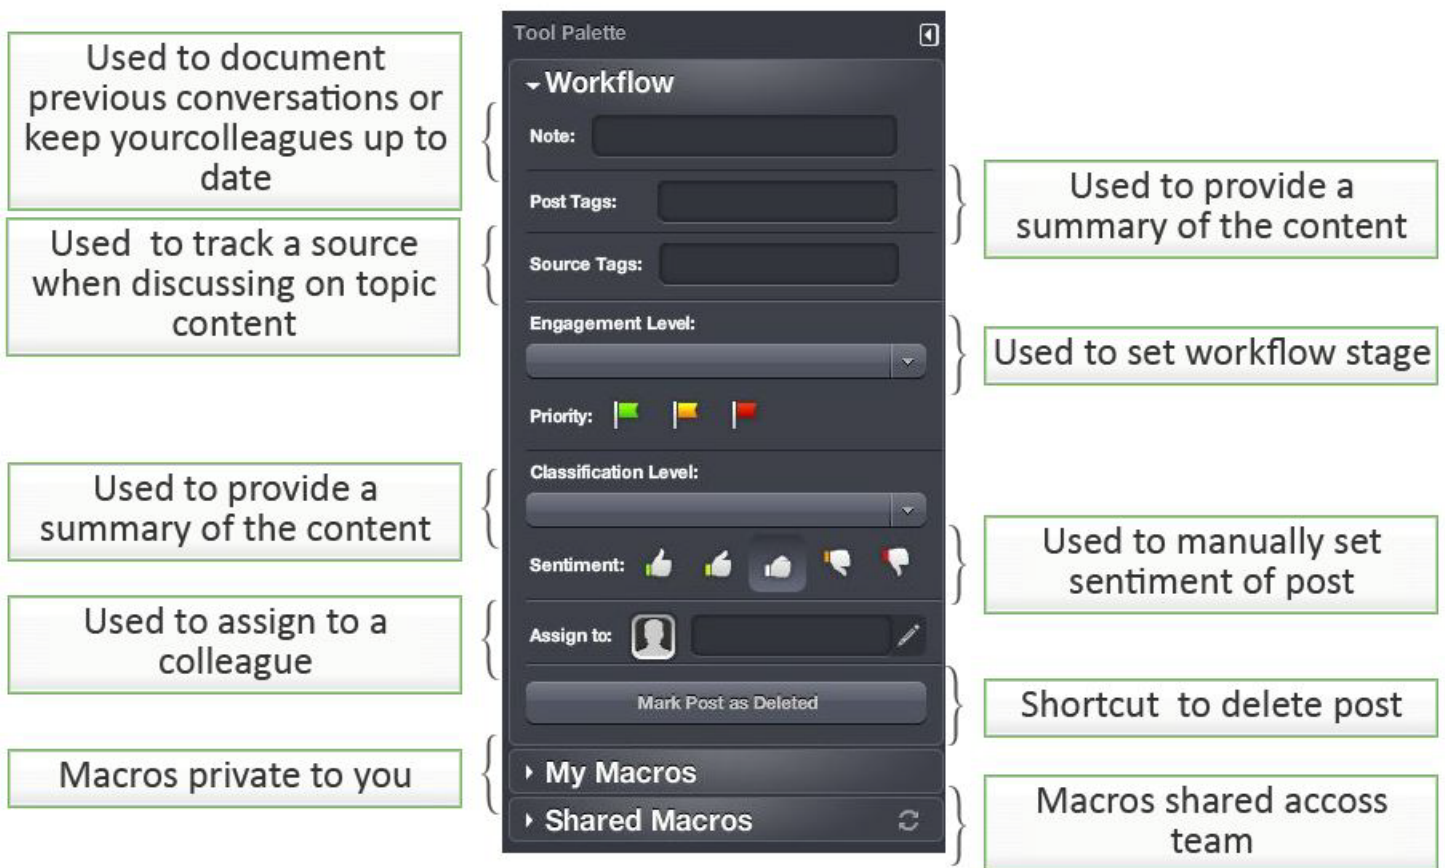 Used to document
previous conversations or
keep yourcolleagues up to
date
Used to track a source
when discussing on topic
content
Used to provide a
summary of the content
Used to assign to a
colleague
Macros private to you
Tool Palette
Workflow
Note:
Post Tags:
Source Tags:
Engagement Level:
Priority:
Classification Level:
Sentiment:
Assign to:
Mark Post as Deleted
My Macros
Shared Macros
Used to provide a
summary of the content
Used to set workflow stage
Used to manually set
sentiment of post
Shortcut to delete post
Macros shared accoss
team